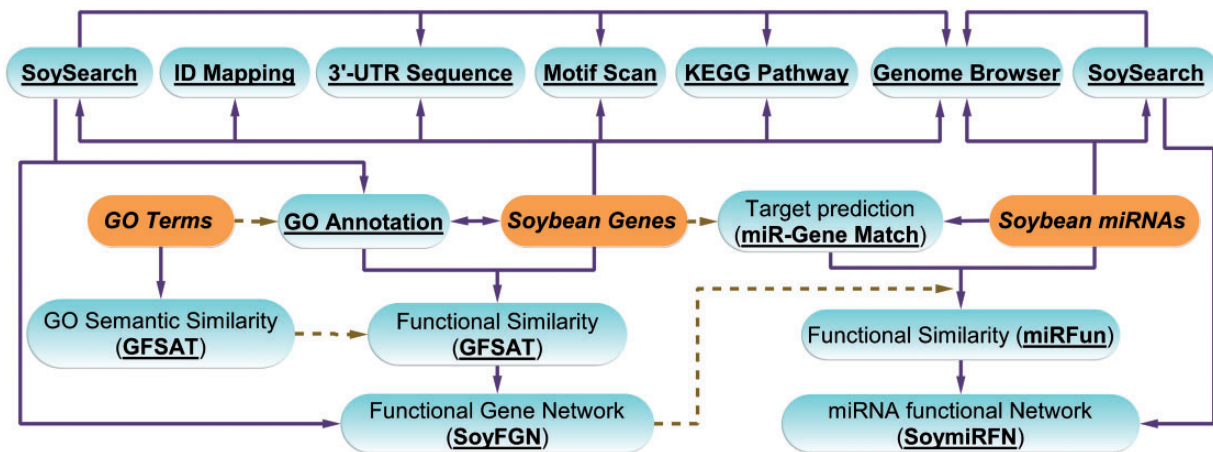 SoySearch
ID Mapping
3'-UTR Sequence
Motif Scan
KEGG Pathway
Genome Browser
SoySearch
GO Terms
GO Annotation
Soybean Genes
Target prediction
(miR-Gene Match)
Soybean miRNAs
GO Semantic Similarity
(GFSAT)
Functional Similarity
(GFSAT)
Functional Similarity (miRFun)
Functional Gene Network
(SoyFGN)
miRNA functional Network
(SoymiRFN)